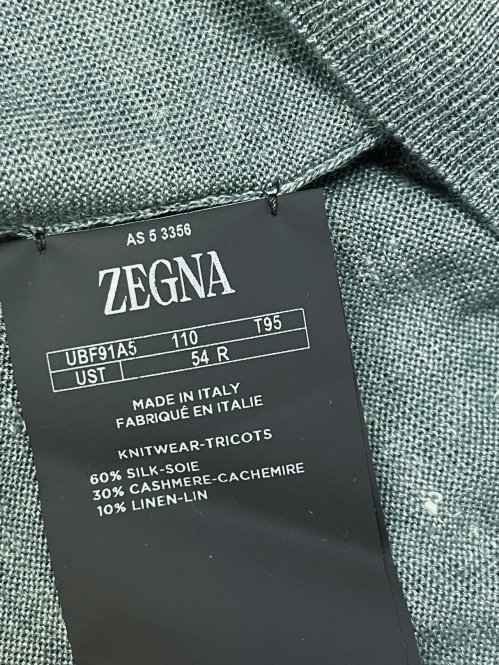 AS 5 3356
ZEGNA
UBF91A5 110 T95
UST 54 R
MADE IN ITALY
FABRIQUÉ EN ITALIE
KNITWEAR-TRICOTS
60% SILK-SOIE
30% CASHMERE-CACHEMIRE
10% LINEN-LIN